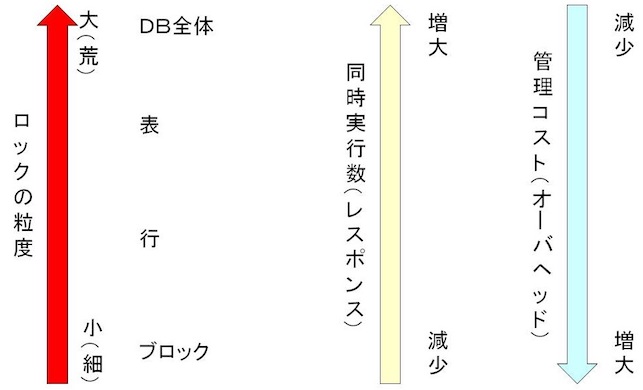 ロックの粒度
大(荒)
小(細)
DB全体
表
行
ブロック
同時実行数(レスポンス)
増大
減少
管理コスト(オーバヘッド)
減少
増大